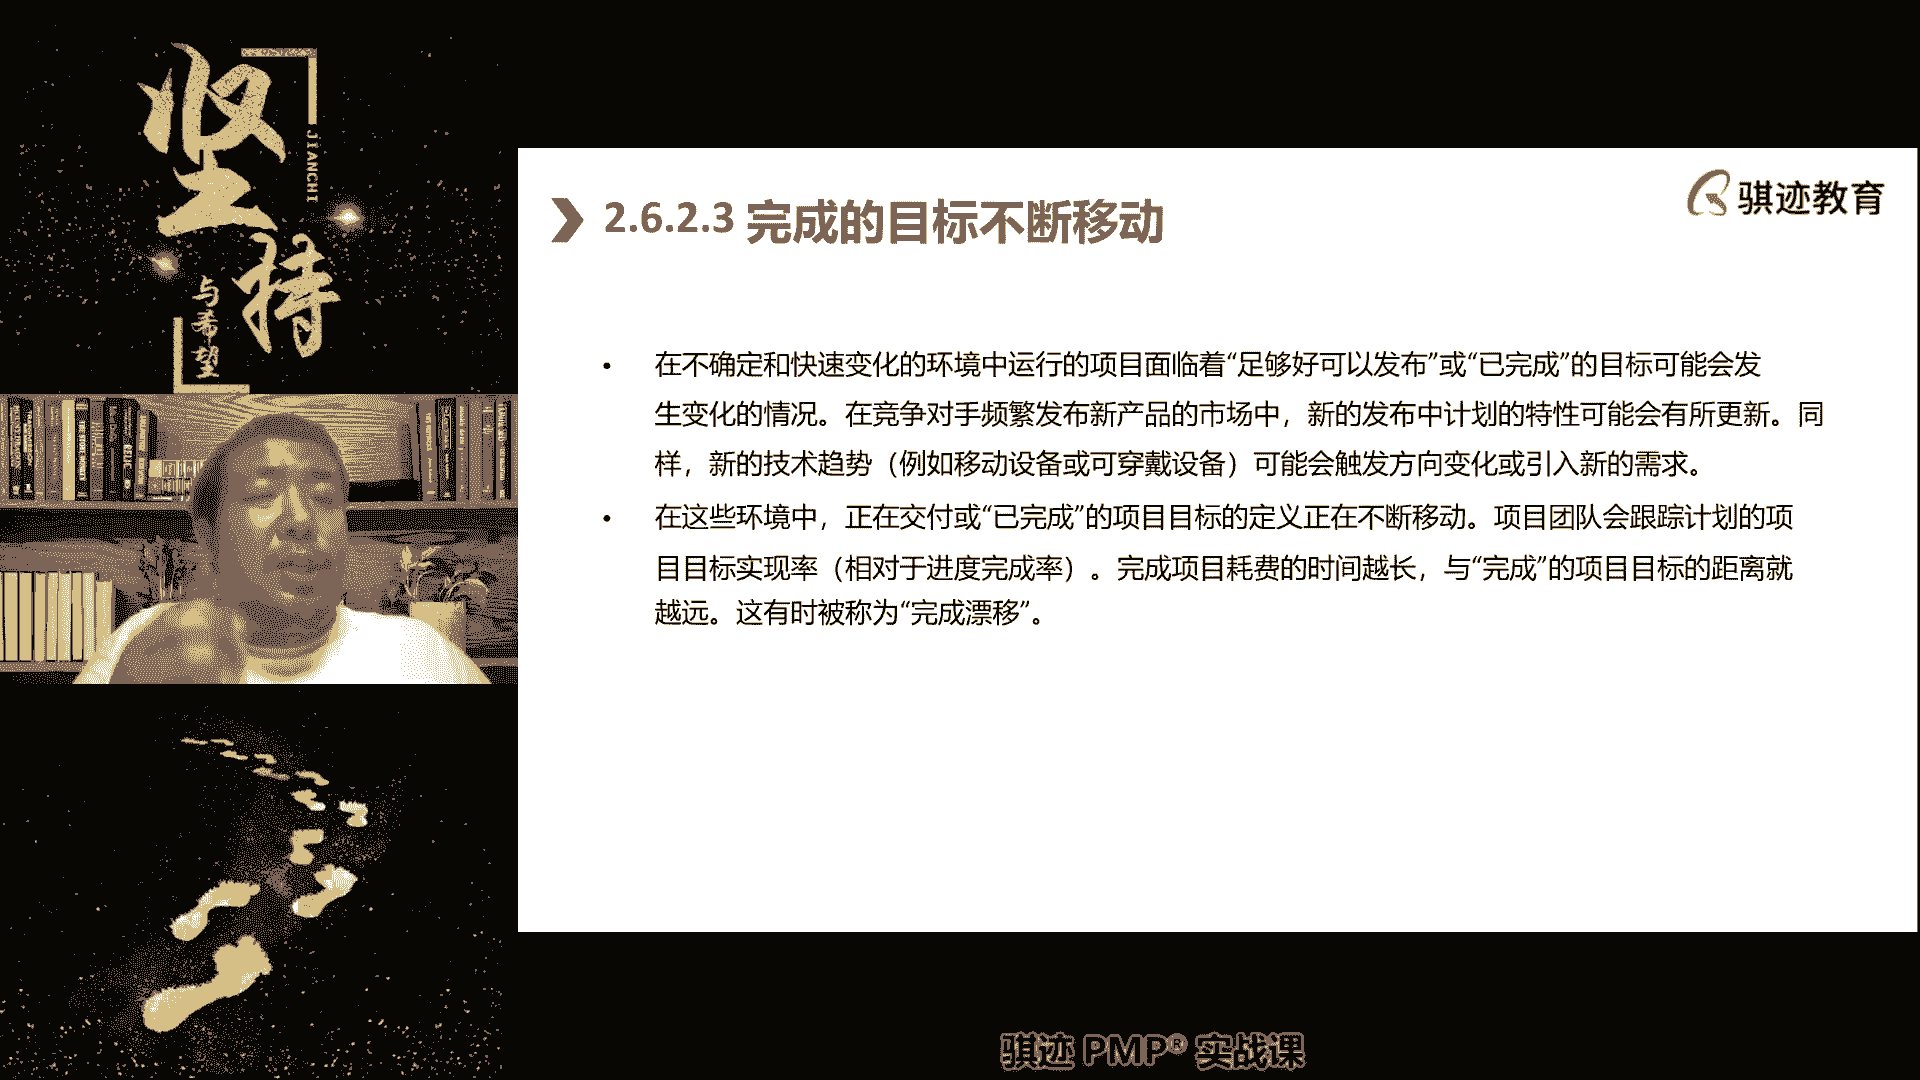 坚持
JIANCHI
与希望
骐迹教育
2.6.2.3 完成的目标不断移动
• 在不确定和快速变化的环境中运行的项目面临着“足够好可以发布”或“已完成”的目标可能会发
生变化的情况。在竞争对手频繁发布新产品的市场中，新的发布中计划的特性可能会有所更新。同
样，新的技术趋势（例如移动设备或可穿戴设备）可能会触发方向变化或引入新的需求。
• 在这些环境中，正在交付或“已完成”的项目目标的定义正在不断移动。项目团队会跟踪计划的项
目目标实现率（相对于进度完成率）。完成项目耗费的时间越长，与“完成”的项目目标的距离就
越远。这有时被称为“完成漂移”。
骐迹 PMP® 实战课